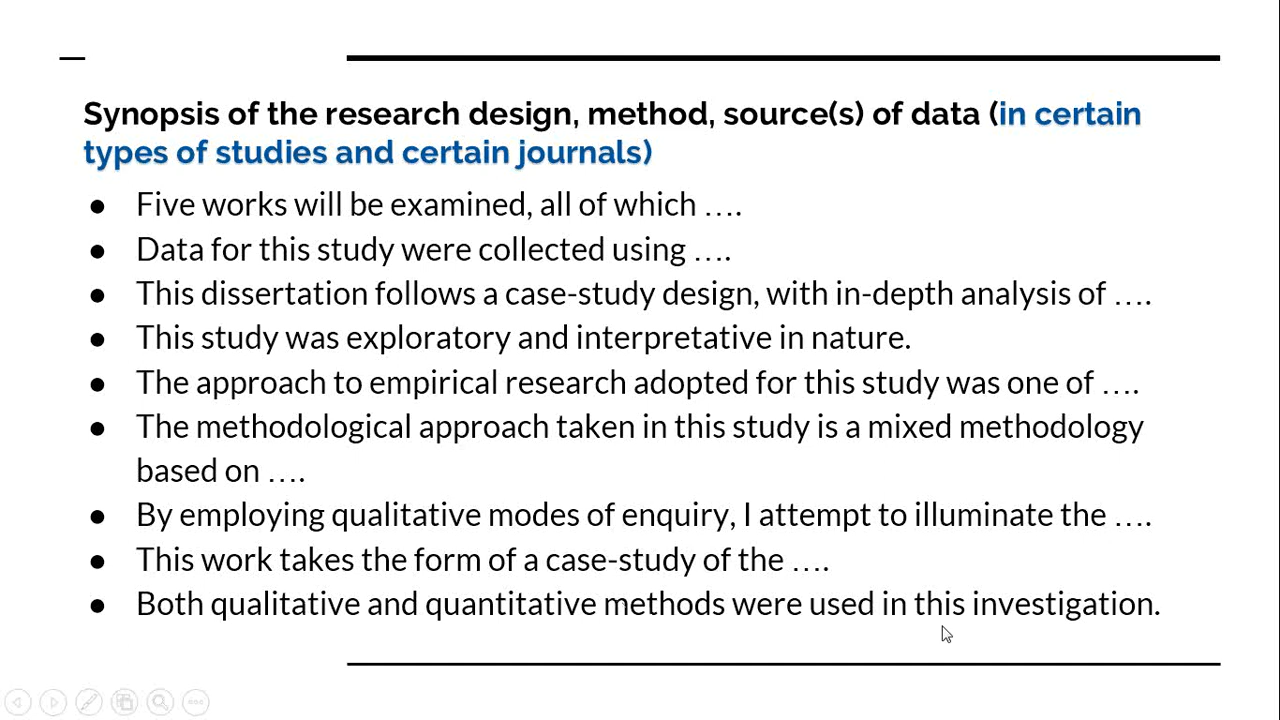 Synopsis of the research design, method, source(s) of data (in certain
types of studies and certain journals)
● Five works will be examined, all of which ….
● Data for this study were collected using ….
● This dissertation follows a case-study design, with in-depth analysis of ….
● This study was exploratory and interpretative in nature.
● The approach to empirical research adopted for this study was one of ….
● The methodological approach taken in this study is a mixed methodology
based on ….
● By employing qualitative modes of enquiry, I attempt to illuminate the ….
● This work takes the form of a case-study of the ….
● Both qualitative and quantitative methods were used in this investigation.